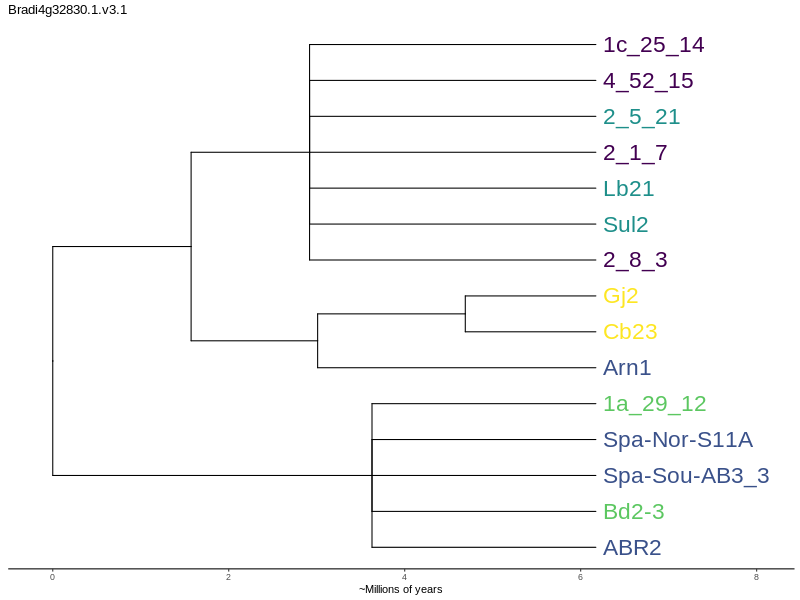 Bradi4g32830.1.v3.1
1c_25_14
4_52_15
2_5_21
2_1_7
Lb21
Sul2
2_8_3
Gj2
Cb23
Arn1
1a_29_12
Spa-Nor-S11A
Spa-Sou-AB3_3
Bd2-3
ABR2
0 2 4 6 8
~Millions of years